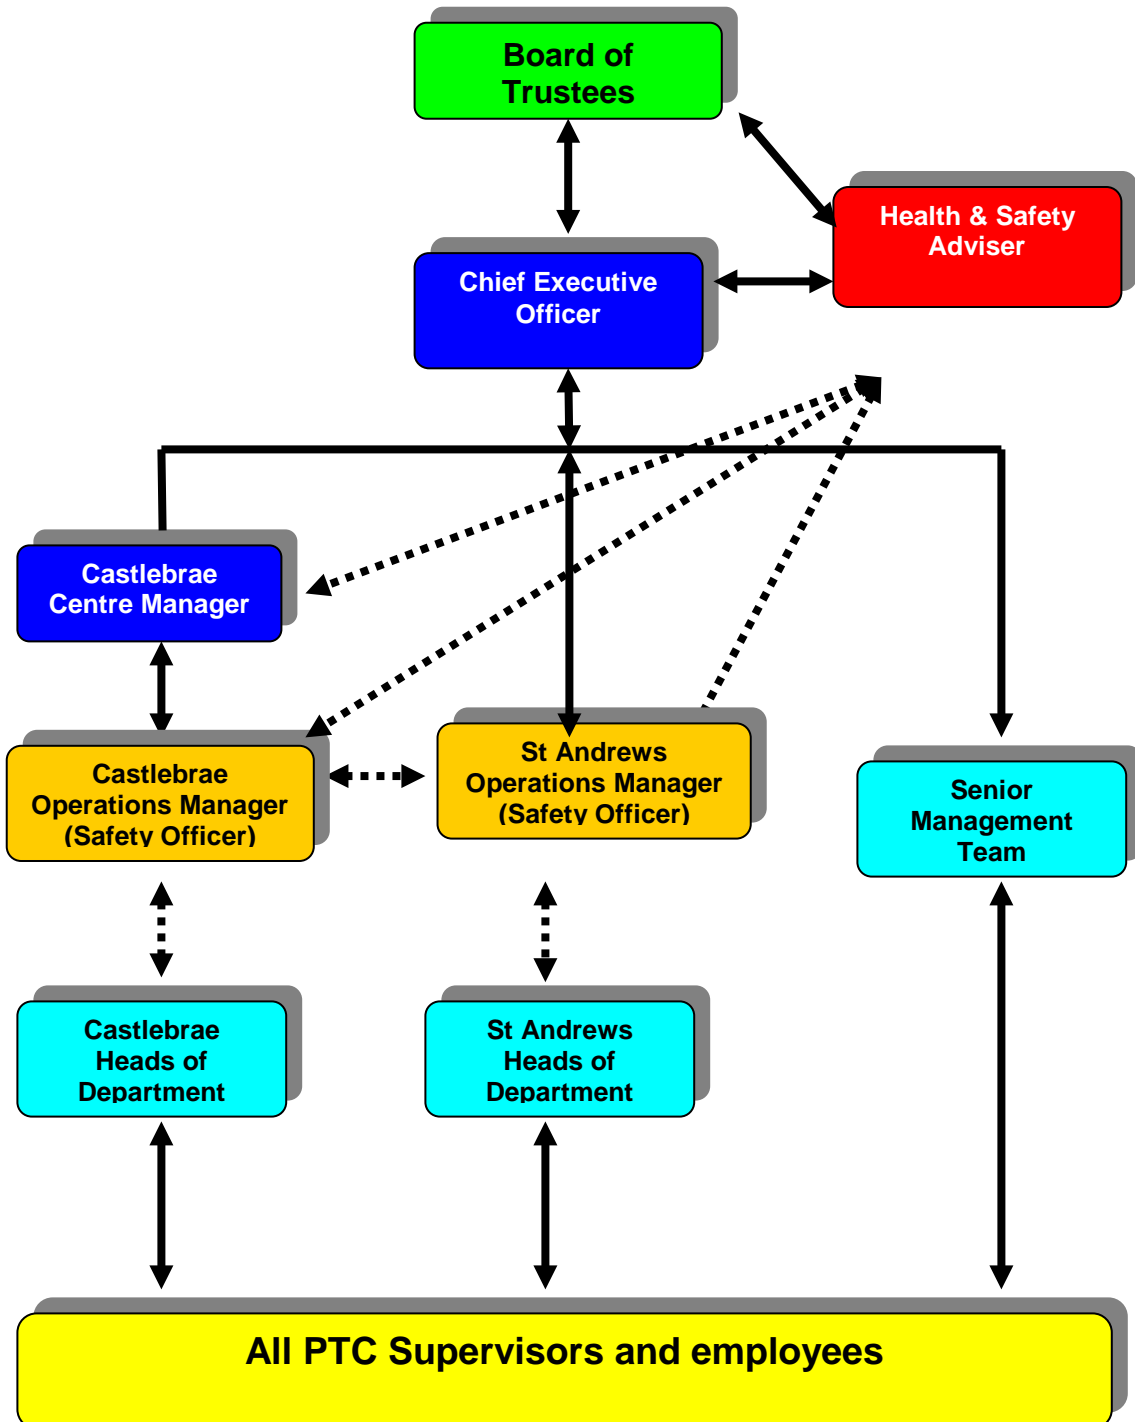 Board of
Trustees
Health & Safety
Adviser
Chief Executive
Officer
Castlebrae
Centre Manager
Castlebrae
Operations Manager
(Safety Officer)
St Andrews
Operations Manager
(Safety Officer)
Senior
Management
Team
Castlebrae
Heads of
Department
St Andrews
Heads of
Department
All PTC Supervisors and employees